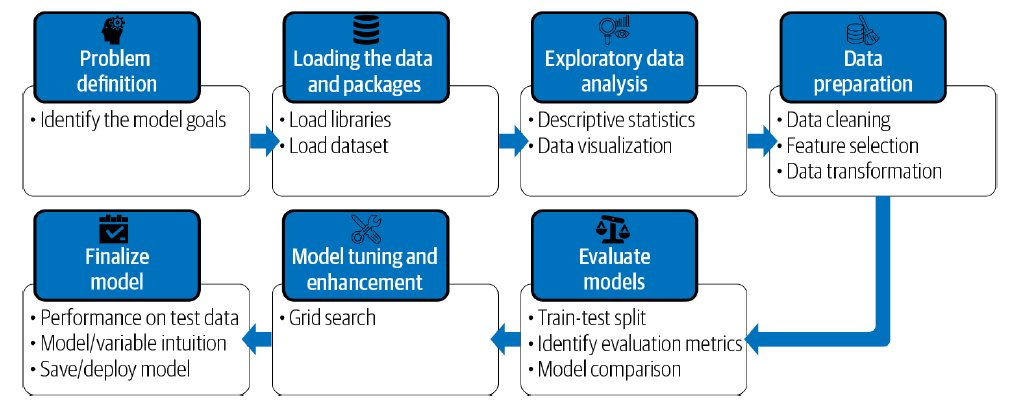 Problem
definition
• Identify the model goals
Loading the data
and packages
• Load libraries
• Load dataset
Exploratory data
analysis
• Descriptive statistics
• Data visualization
Data
preparation
• Data cleaning
• Feature selection
• Data transformation
Evaluate
models
• Train-test split
• Identify evaluation metrics
• Model comparison
Model tuning and
enhancement
• Grid search
Finalize
model
• Performance on test data
• Model/variable intuition
• Save/deploy model